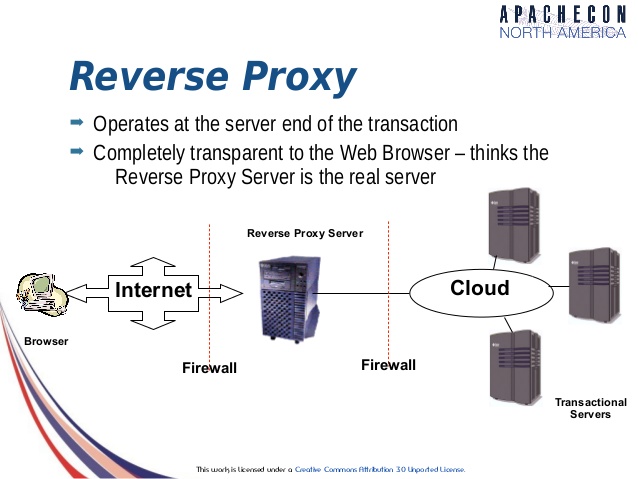 APACHECON
NORTH AMERICA
Reverse Proxy
➡ Operates at the server end of the transaction
➡ Completely transparent to the Web Browser – thinks the
Reverse Proxy Server is the real server
Reverse Proxy Server
Internet
Cloud
Browser
Firewall
Firewall
Transactional
Servers
This work is licensed under a Creative Commons Attribution 3.0 Unported License.